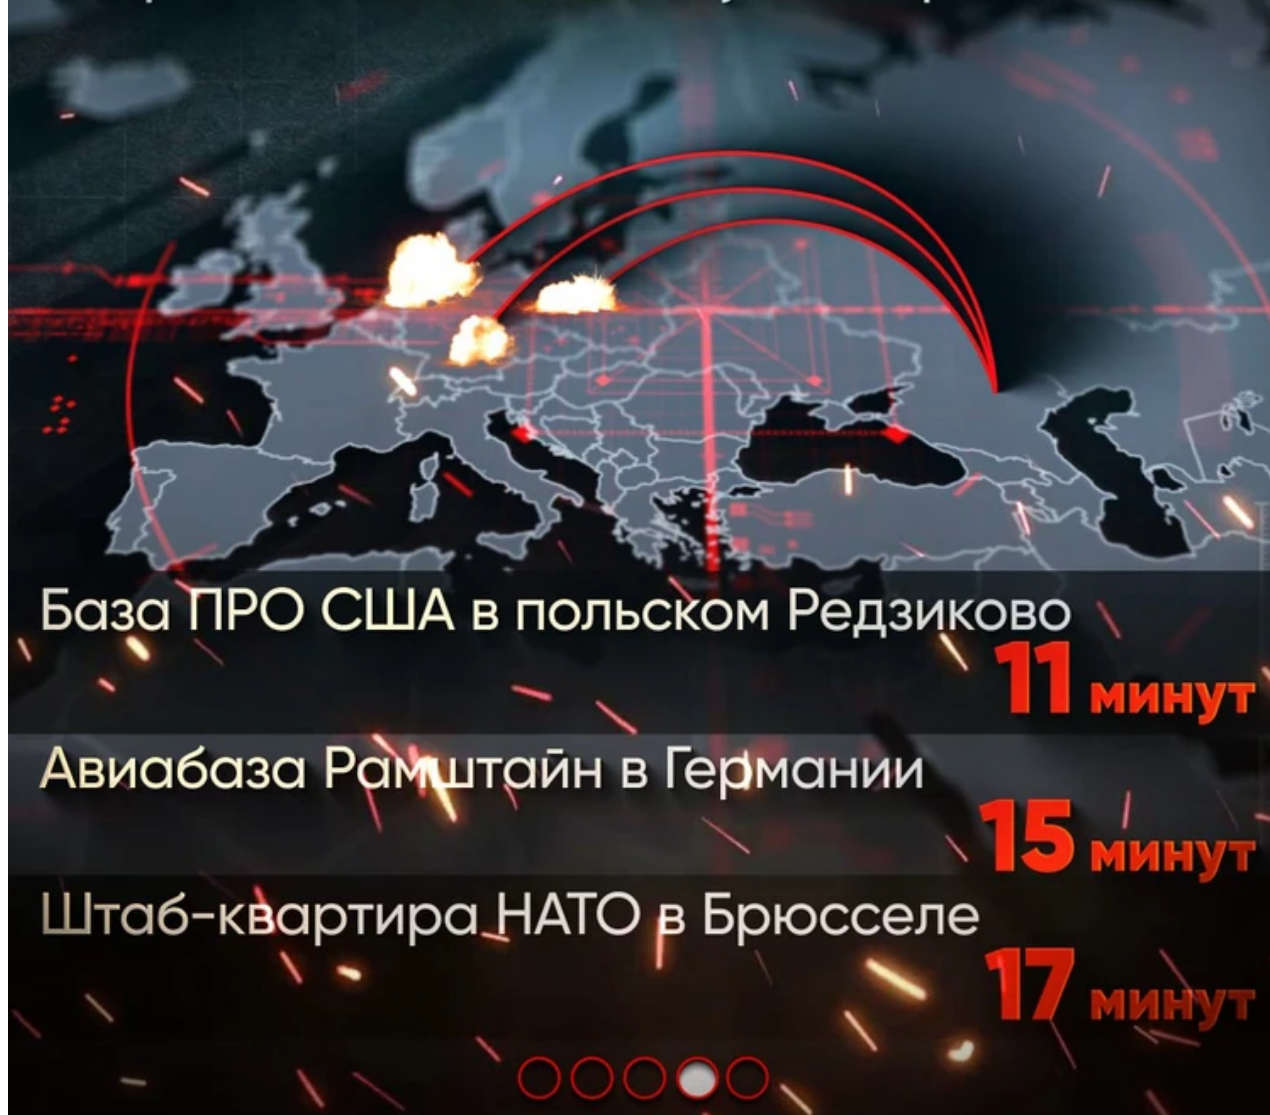 База ПРО США в польском Редзиково
11 минут
Авиабаза Рамштайн в Германии
15 минут
Штаб-квартира НАТО в Брюсселе
17 минут